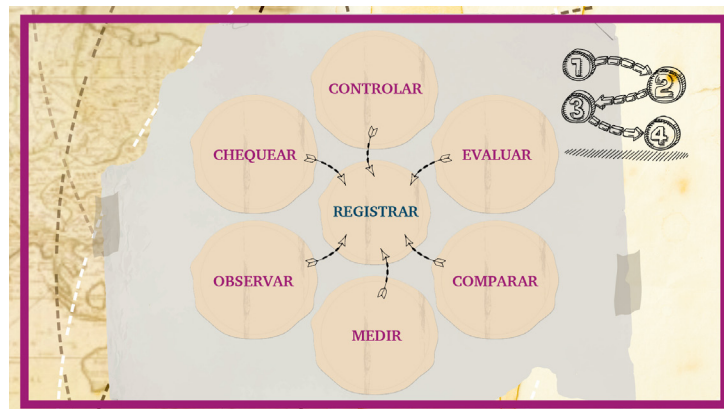 CONTROLAR
CHEQUEAR
EVALUAR
REGISTRAR
OBSERVAR
COMPARAR
MEDIR
1
2
3
4